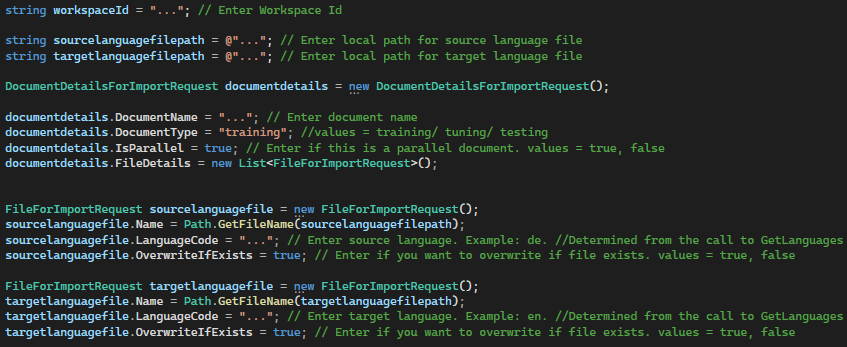 string workspaceId = "..."; // Enter Workspace Id
string sourcelanguagefilepath = @"..."; // Enter local path for source language file
string targetlanguagefilepath = @"..."; // Enter local path for target language file
DocumentDetailsForImportRequest documentdetails = new DocumentDetailsForImportRequest();
documentdetails.DocumentName = "..."; // Enter document name
documentdetails.DocumentType = "training"; //values = training/ tuning/ testing
documentdetails.IsParallel = true; // Enter if this is a parallel document. values = true, false
documentdetails.FileDetails = new List<FileForImportRequest>();
FileForImportRequest sourcelanguagefile = new FileForImportRequest();
sourcelanguagefile.Name = Path.GetFileName(sourcelanguagefilepath);
sourcelanguagefile.LanguageCode = "..."; // Enter source language. Example: de. //Determined from the call to GetLanguages
sourcelanguagefile.OverwriteIfExists = true; // Enter if you want to overwrite if file exists. values = true, false
FileForImportRequest targetlanguagefile = new FileForImportRequest();
targetlanguagefile.Name = Path.GetFileName(targetlanguagefilepath);
targetlanguagefile.LanguageCode = "..."; // Enter target language. Example: en. //Determined from the call to GetLanguages
targetlanguagefile.OverwriteIfExists = true; // Enter if you want to overwrite if file exists. values = true, false